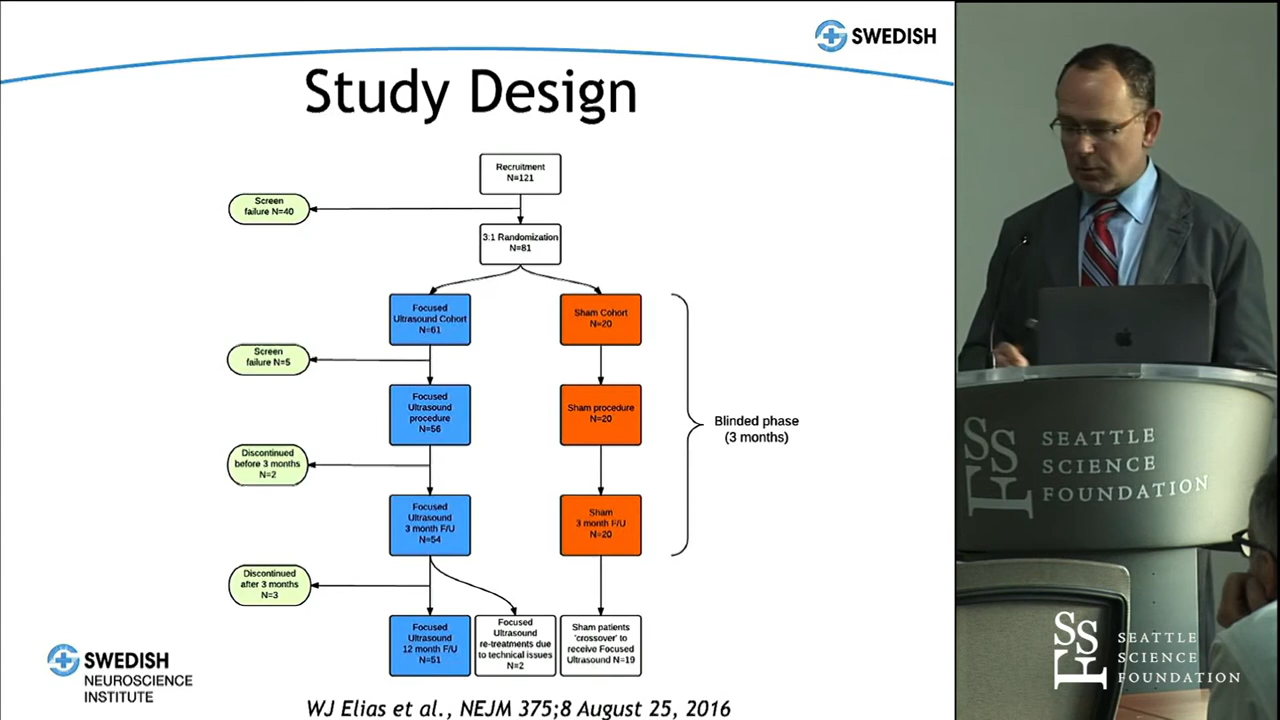 SWEDISH
Study Design
Recruitment
N=121
Screen
failure N=40
3:1 Randomization
N=81
Focused
Ultrasound Cohort
N=61
Sham Cohort
N=20
Screen
failure N=5
Focused
Ultrasound
procedure
N=56
Sham procedure
N=20
Blinded phase
(3 months)
Discontinued
before 3 months
N=2
Focused
Ultrasound
3 month F/U
N=54
Sham
3 month F/U
N=20
Discontinued
after 3 months
N=3
Focused
Ultrasound
12 month F/U
N=51
Focused
Ultrasound
re-treatments due
to technical issues
N=2
Sham patients
'crossover' to
receive Focused
Ultrasound N=19
SWEDISH
NEUROSCIENCE
INSTITUTE
WJ Elias et al., NEJM 375;8 August 25, 2016
SSF
SEATTLE
SCIENCE
FOUNDATION
SSF
SEATTLE
SCIENCE
FOUNDATION